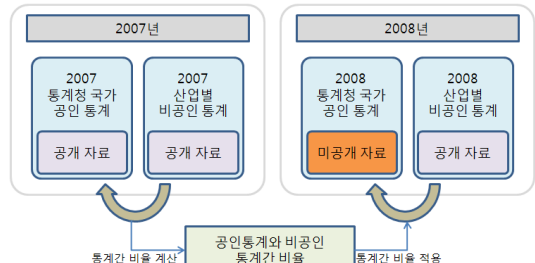 2007년
2008년
2007
통계청 국가
공인 통계
공개 자료
2007
산업별
비공인 통계
공개 자료
2008
통계청 국가
공인 통계
미공개 자료
2008
산업별
비공인 통계
공개 자료
통계간 비율 계산
공인통계와 비공인
통계간 비율
통계간 비율 적용